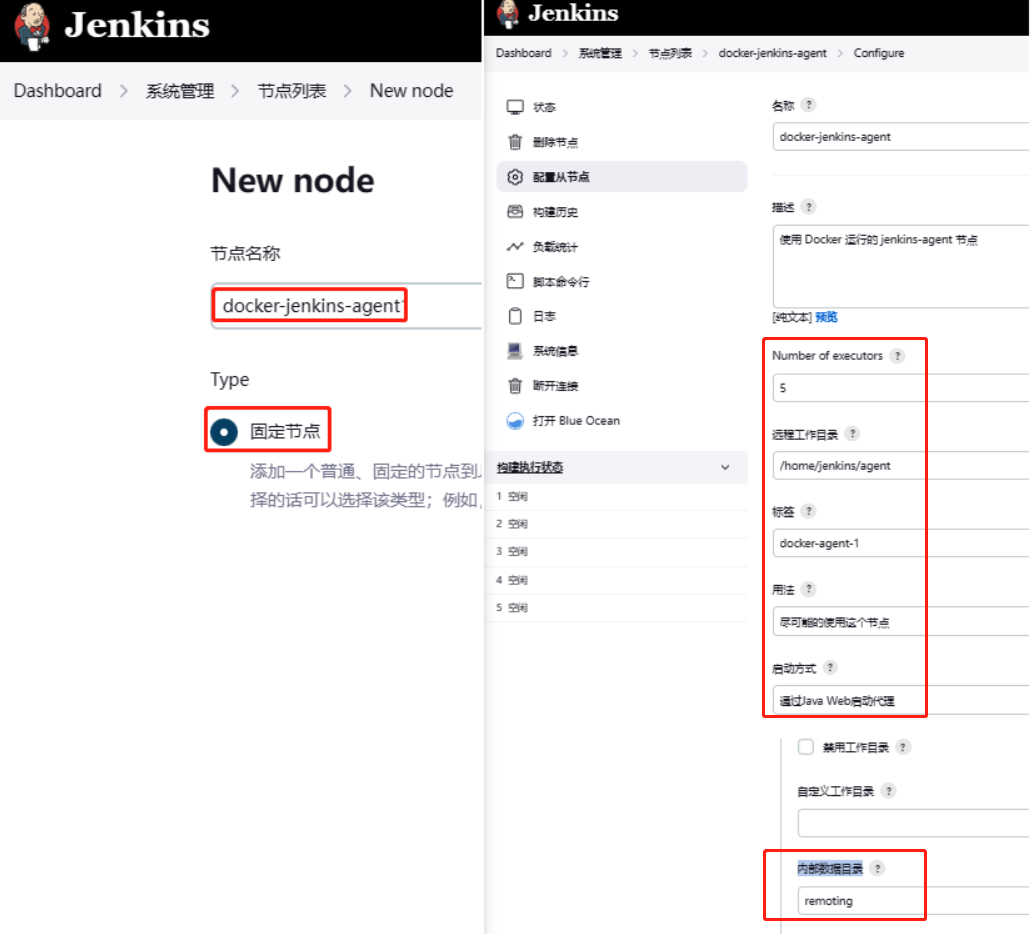 Jenkins
Dashboard > 系统管理 > 节点列表 > New node
New node
节点名称
docker-jenkins-agent1
Type
固定节点
添加一个普通、固定的节点到
择的话可以选择该类型；例如，
Jenkins
Dashboard > 系统管理 > 节点列表 > docker-jenkins-agent > Configure
状态
删除节点
配置从节点
构建历史
负载统计
脚本命令行
日志
系统信息
断开连接
打开 Blue Ocean
构建执行状态
1 空闲
2 空闲
3 空闲
4 空闲
5 空闲
名称 ?
docker-jenkins-agent
描述 ?
使用 Docker 运行的 jenkins-agent 节点
[纯文本] 预览
Number of executors ?
5
远程工作目录 ?
/home/jenkins/agent
标签 ?
docker-agent-1
用法 ?
尽可能的使用这个节点
启动方式 ?
通过Java Web启动代理
禁用工作目录 ?
自定义工作目录 ?
内部数据目录 ?
remoting